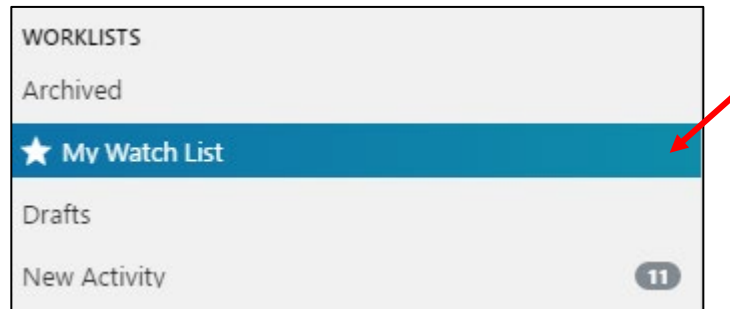 WORKLISTS
Archived
My Watch List
Drafts
New Activity 11